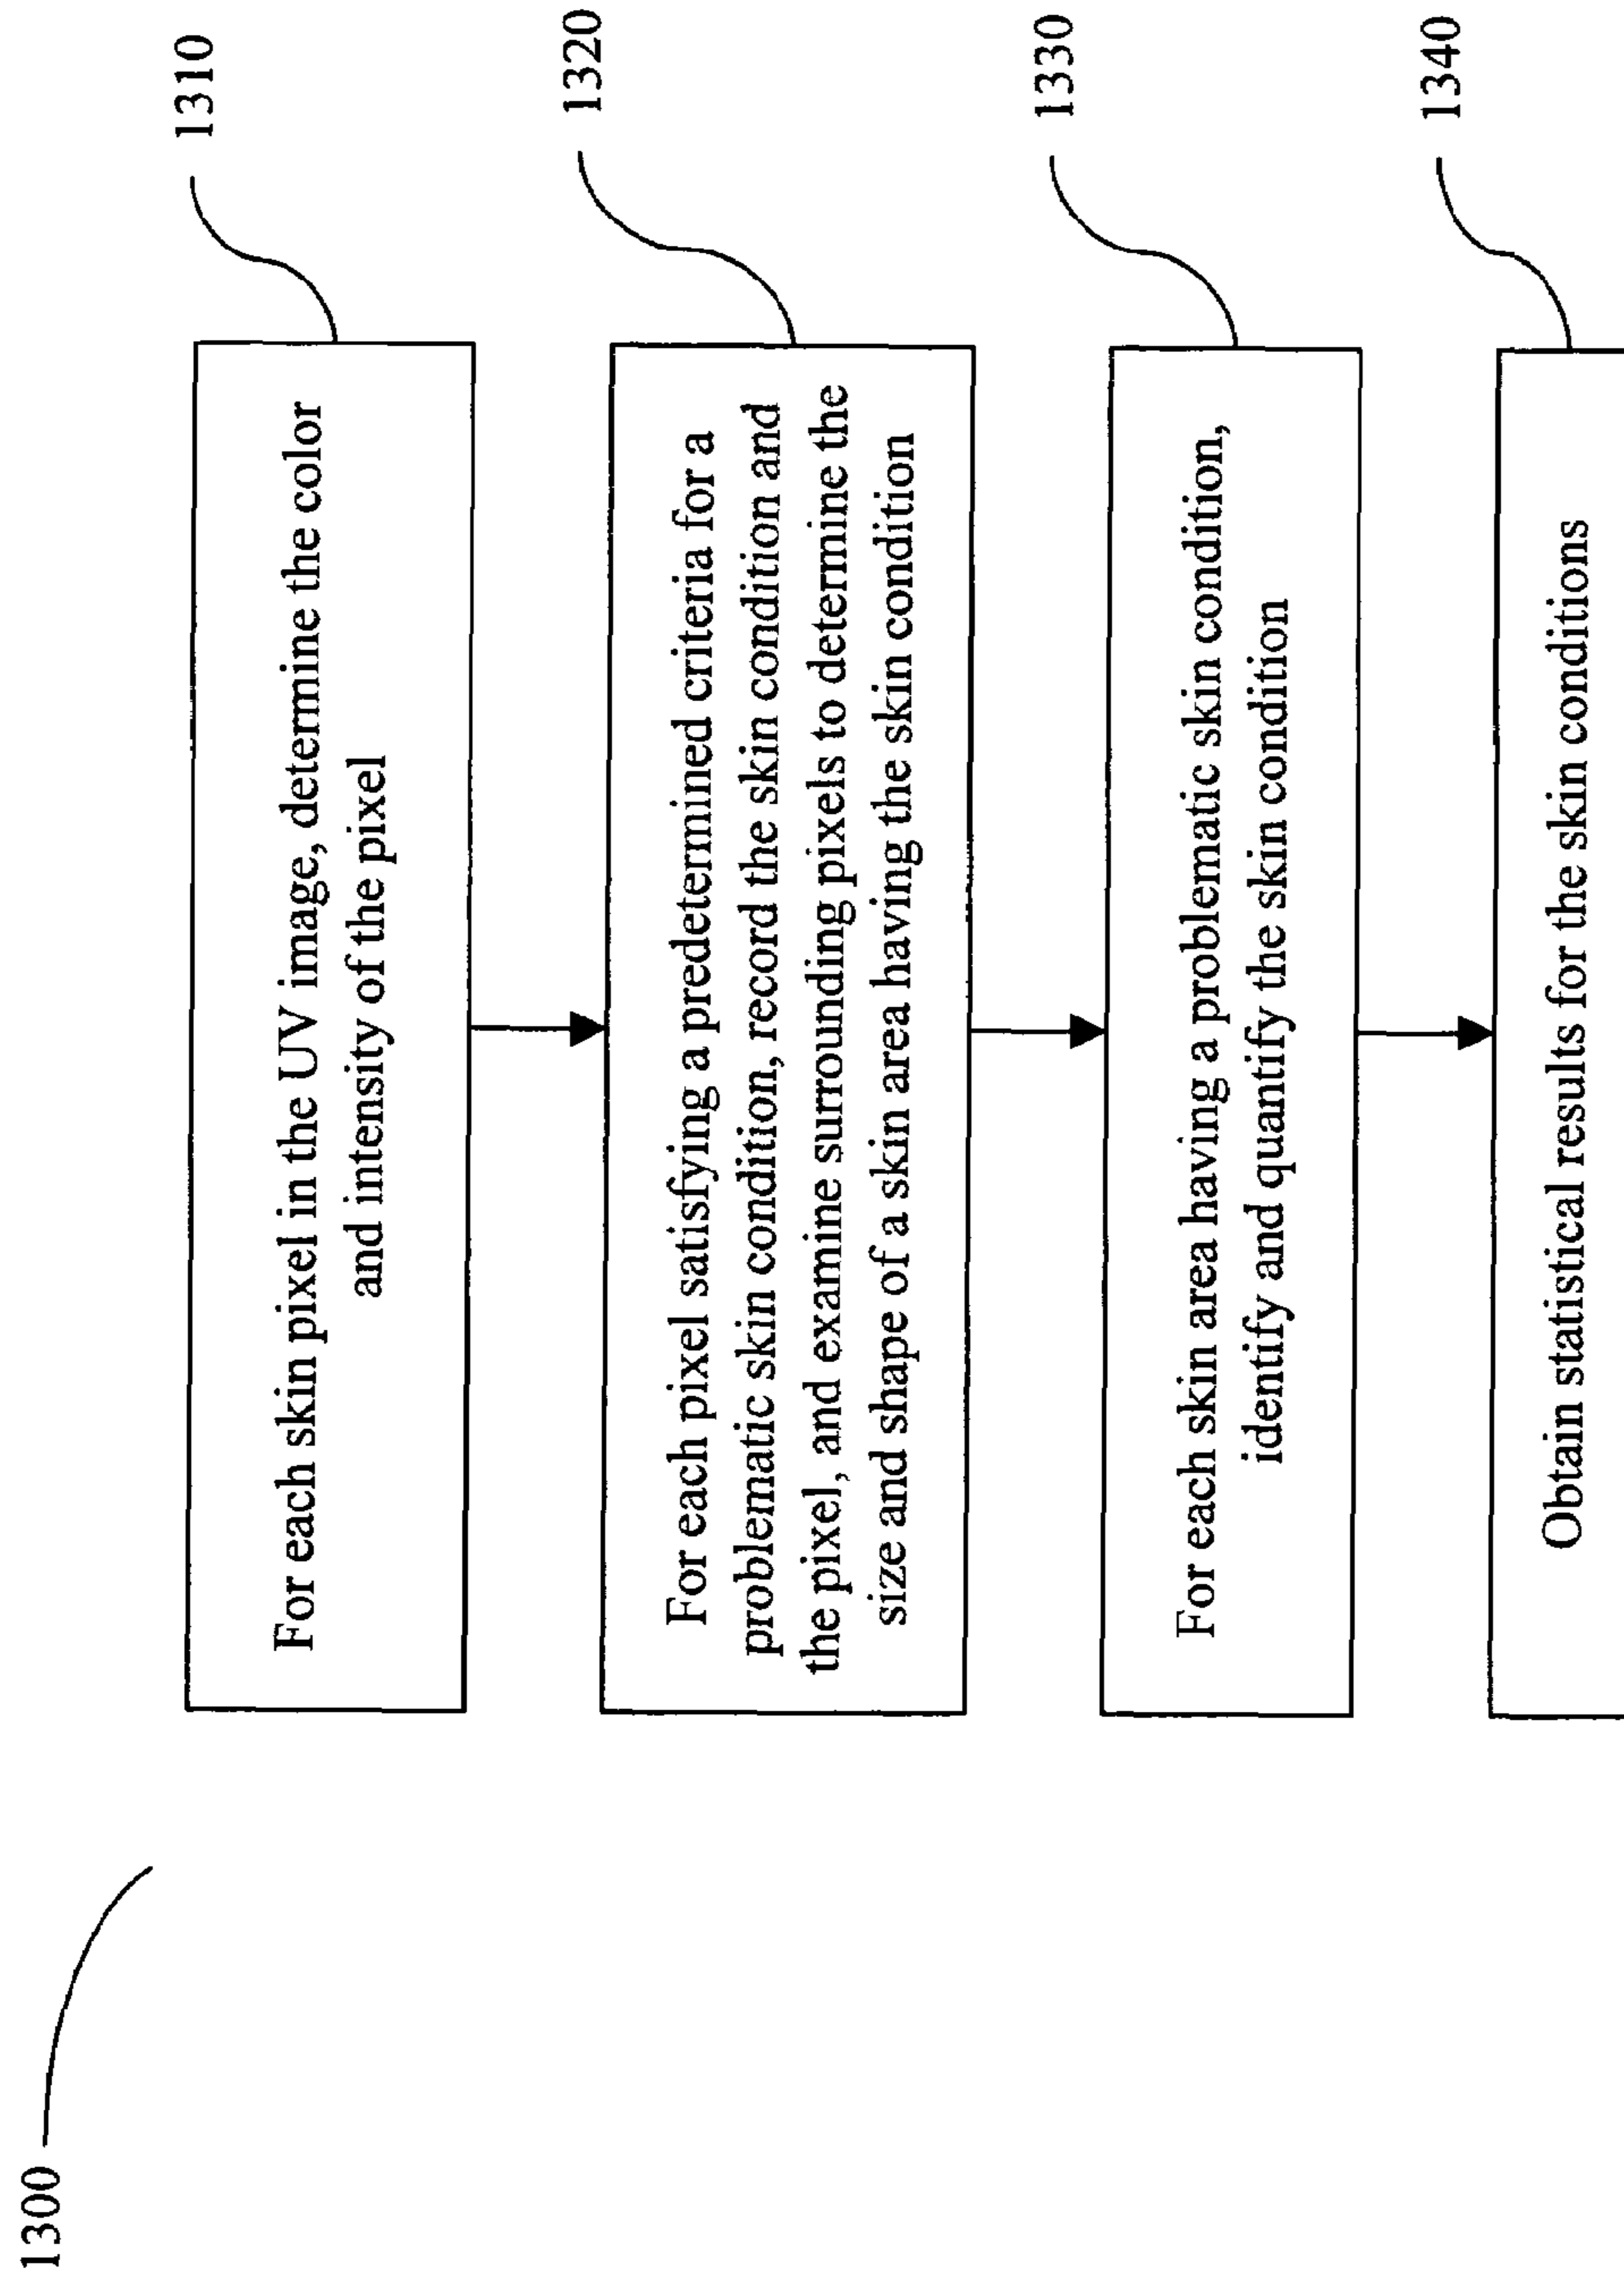 1300
1310
For each skin pixel in the UV image, determine the color
and intensity of the pixel
1320
For each pixel satisfying a predetermined criteria for a
problematic skin condition, record the skin condition and
the pixel, and examine surrounding pixels to determine the
size and shape of a skin area having the skin condition
1330
For each skin area having a problematic skin condition,
identify and quantify the skin condition
1340
Obtain statistical results for the skin conditions